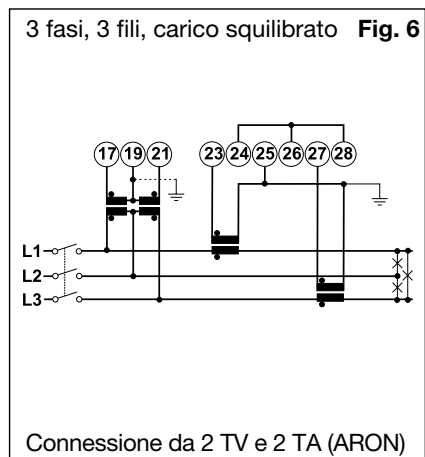 3 fasi, 3 fili, carico squilibrato Fig. 6
17 19 21 23 24 25 26 27 28
L1
L2
L3
Connessione da 2 TV e 2 TA (ARON)